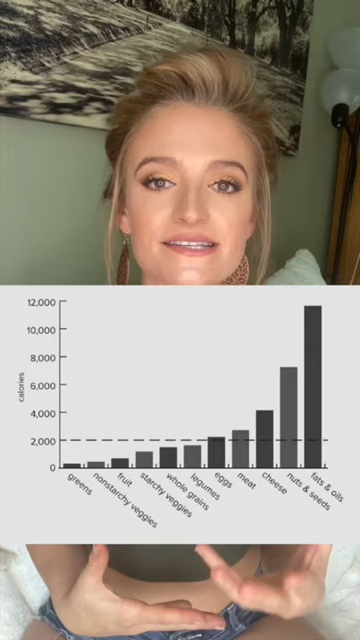 12,000
10,000
8,000
6,000
4,000
2,000
0
calories
greens
nonstarchy veggies
fruit
starchy veggies
whole grains
legumes
eggs
meat
cheese
nuts & seeds
fats & oils